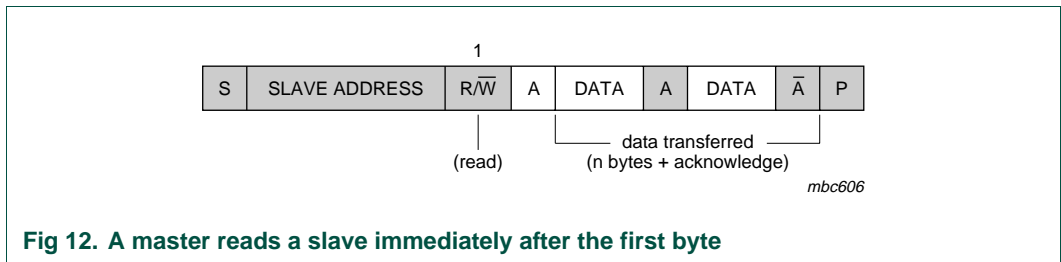 1
S SLAVE ADDRESS R/W̅ A DATA A DATA A̅ P
(read)
data transferred
(n bytes + acknowledge)
mbc606
Fig 12. A master reads a slave immediately after the first byte